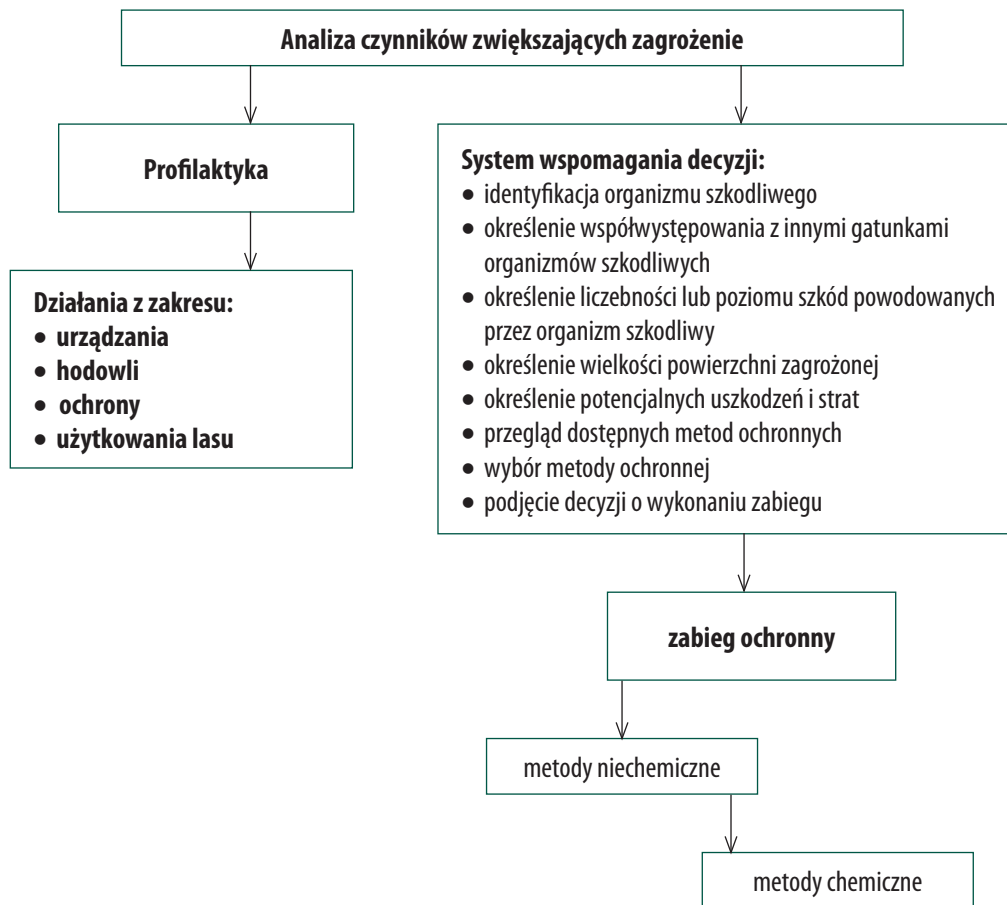 Analiza czynników zwiększających zagrożenie
Profilaktyka
Działania z zakresu:
• urządzania
• hodowli
• ochrony
• użytkowania lasu
System wspomagania decyzji:
• identyfikacja organizmu szkodliwego
• określenie współwystępowania z innymi gatunkami
organizmów szkodliwych
• określenie liczebności lub poziomu szkód powodowanych
przez organizm szkodliwy
• określenie wielkości powierzchni zagrożonej
• określenie potencjalnych uszkodzeń i strat
• przegląd dostępnych metod ochronnych
• wybór metody ochronnej
• podjęcie decyzji o wykonaniu zabiegu
zabieg ochronny
metody niechemiczne
metody chemiczne